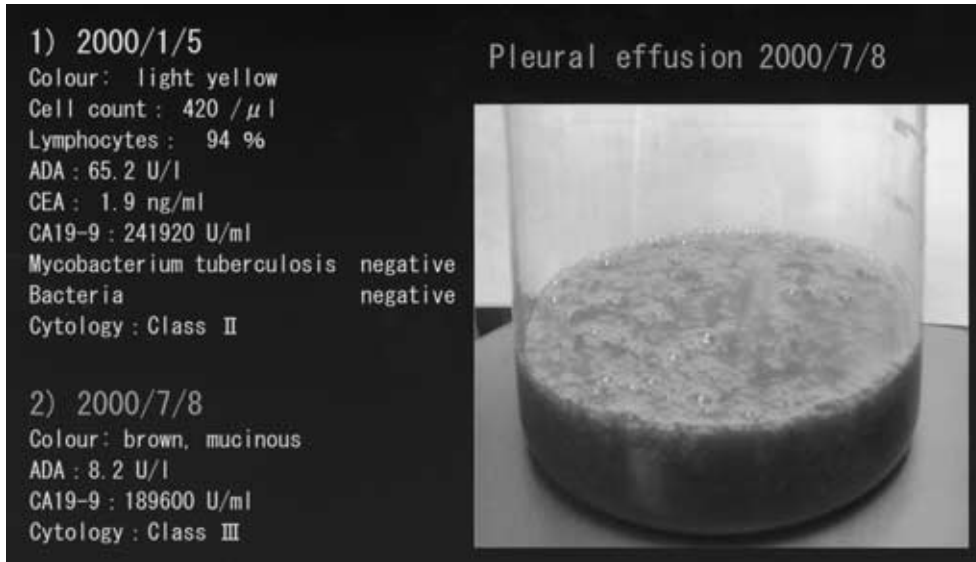 1) 2000/1/5
Colour: light yellow
Cell count : 420 /μl
Lymphocytes : 94 %
ADA : 65.2 U/l
CEA : 1.9 ng/ml
CA19-9 : 241920 U/ml
Mycobacterium tuberculosis negative
Bacteria negative
Cytology : Class Ⅱ
2) 2000/7/8
Colour: brown, mucinous
ADA : 8.2 U/l
CA19-9 : 189600 U/ml
Cytology : Class Ⅲ
Pleural effusion 2000/7/8